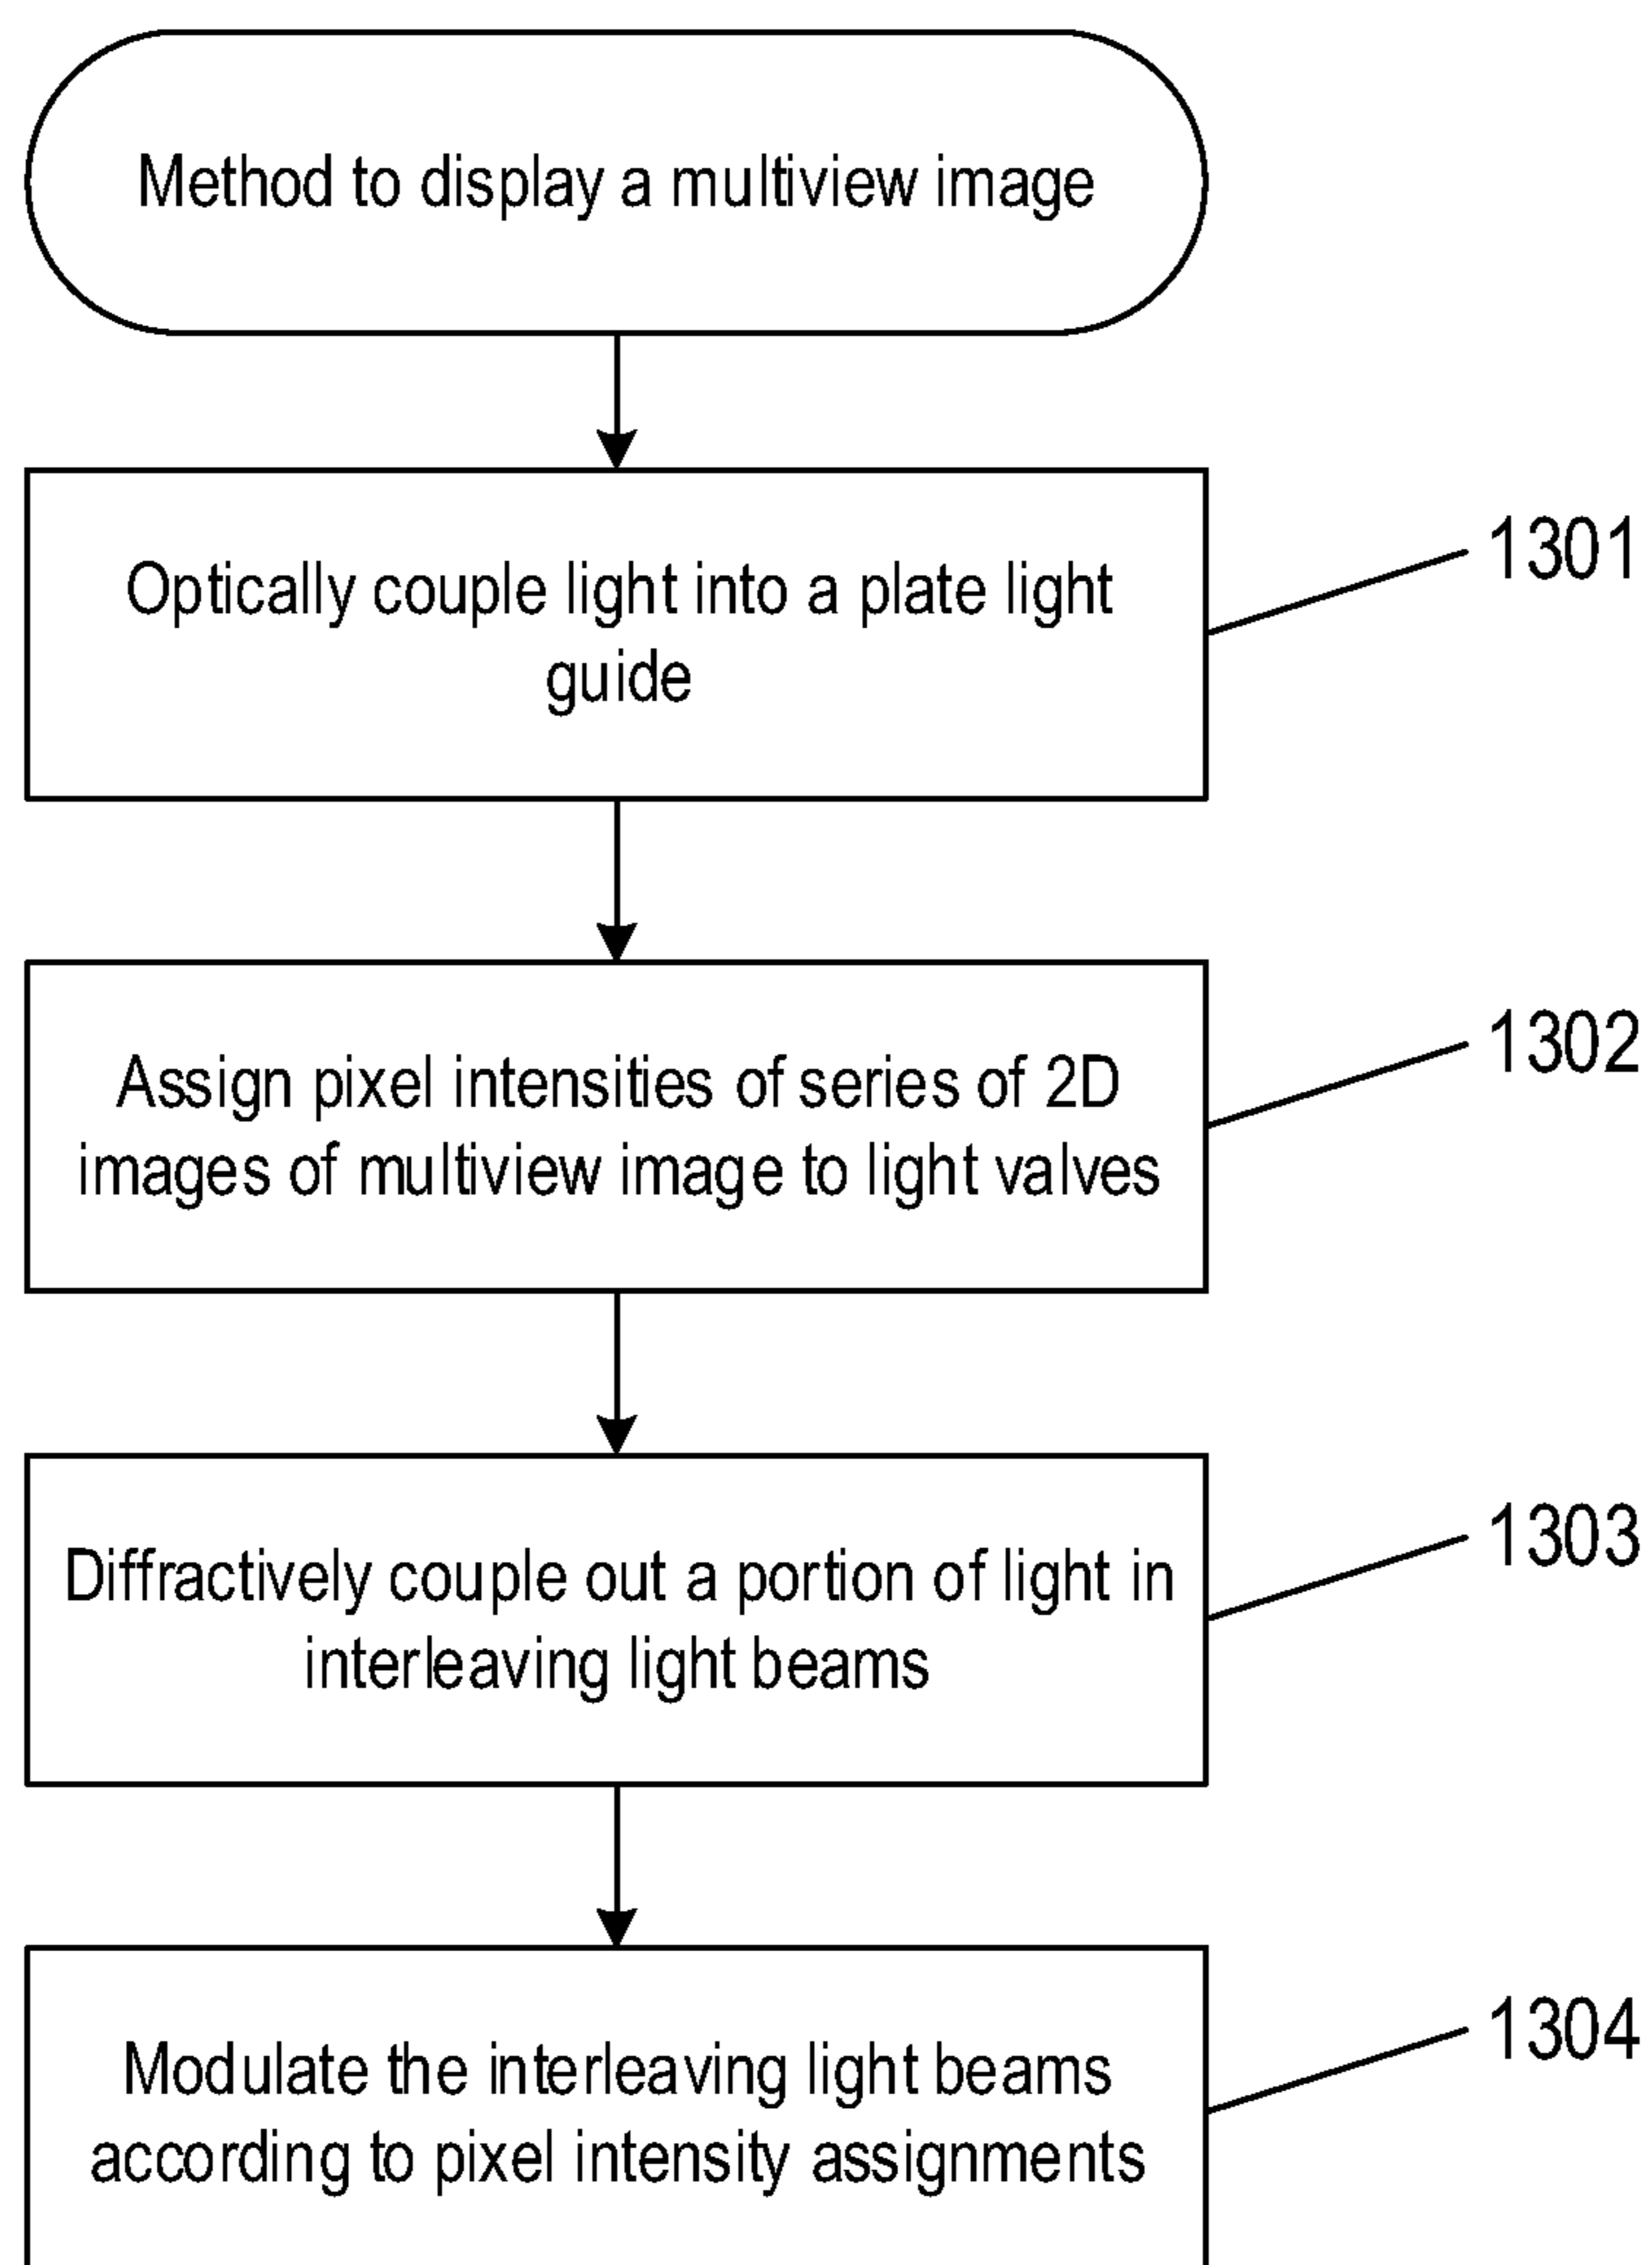 Method to display a multiview image
Optically couple light into a plate light
guide
1301
Assign pixel intensities of series of 2D
images of multiview image to light valves
1302
Diffractively couple out a portion of light in
interleaving light beams
1303
Modulate the interleaving light beams
according to pixel intensity assignments
1304